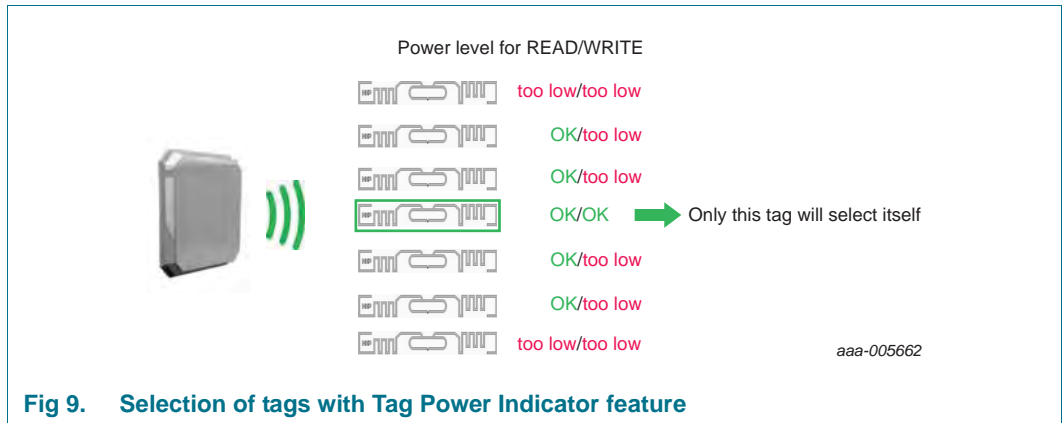 Power level for READ/WRITE
too low/too low
OK/too low
OK/too low
OK/OK Only this tag will select itself
OK/too low
OK/too low
too low/too low
aaa-005662
Fig 9. Selection of tags with Tag Power Indicator feature